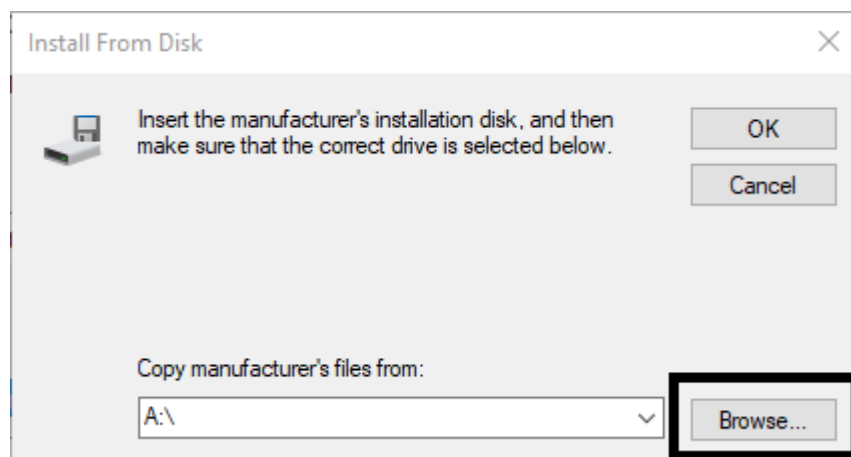 Install From Disk
Insert the manufacturer's installation disk, and then
make sure that the correct drive is selected below.
OK
Cancel
Copy manufacturer's files from:
A:\
Browse...